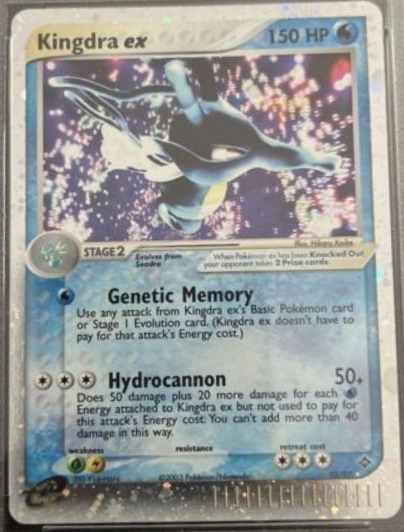 Kingdra ex 150 HP
Illus. Hikaru Koike
STAGE 2
Evolves from
Seadra
When Pokémon-ex has been Knocked Out,
your opponent takes 2 Prize cards.
Genetic Memory
Use any attack from Kingdra ex's Basic Pokémon card
or Stage 1 Evolution card. (Kingdra ex doesn't have to
pay for that attack's Energy cost.)
Hydrocannon 50+
Does 50 damage plus 20 more damage for each
Energy attached to Kingdra ex but not used to pay for
this attack's Energy cost. You can't add more than 40
damage in this way.
weakness resistance retreat cost
©2003 Pokémon/Nintendo